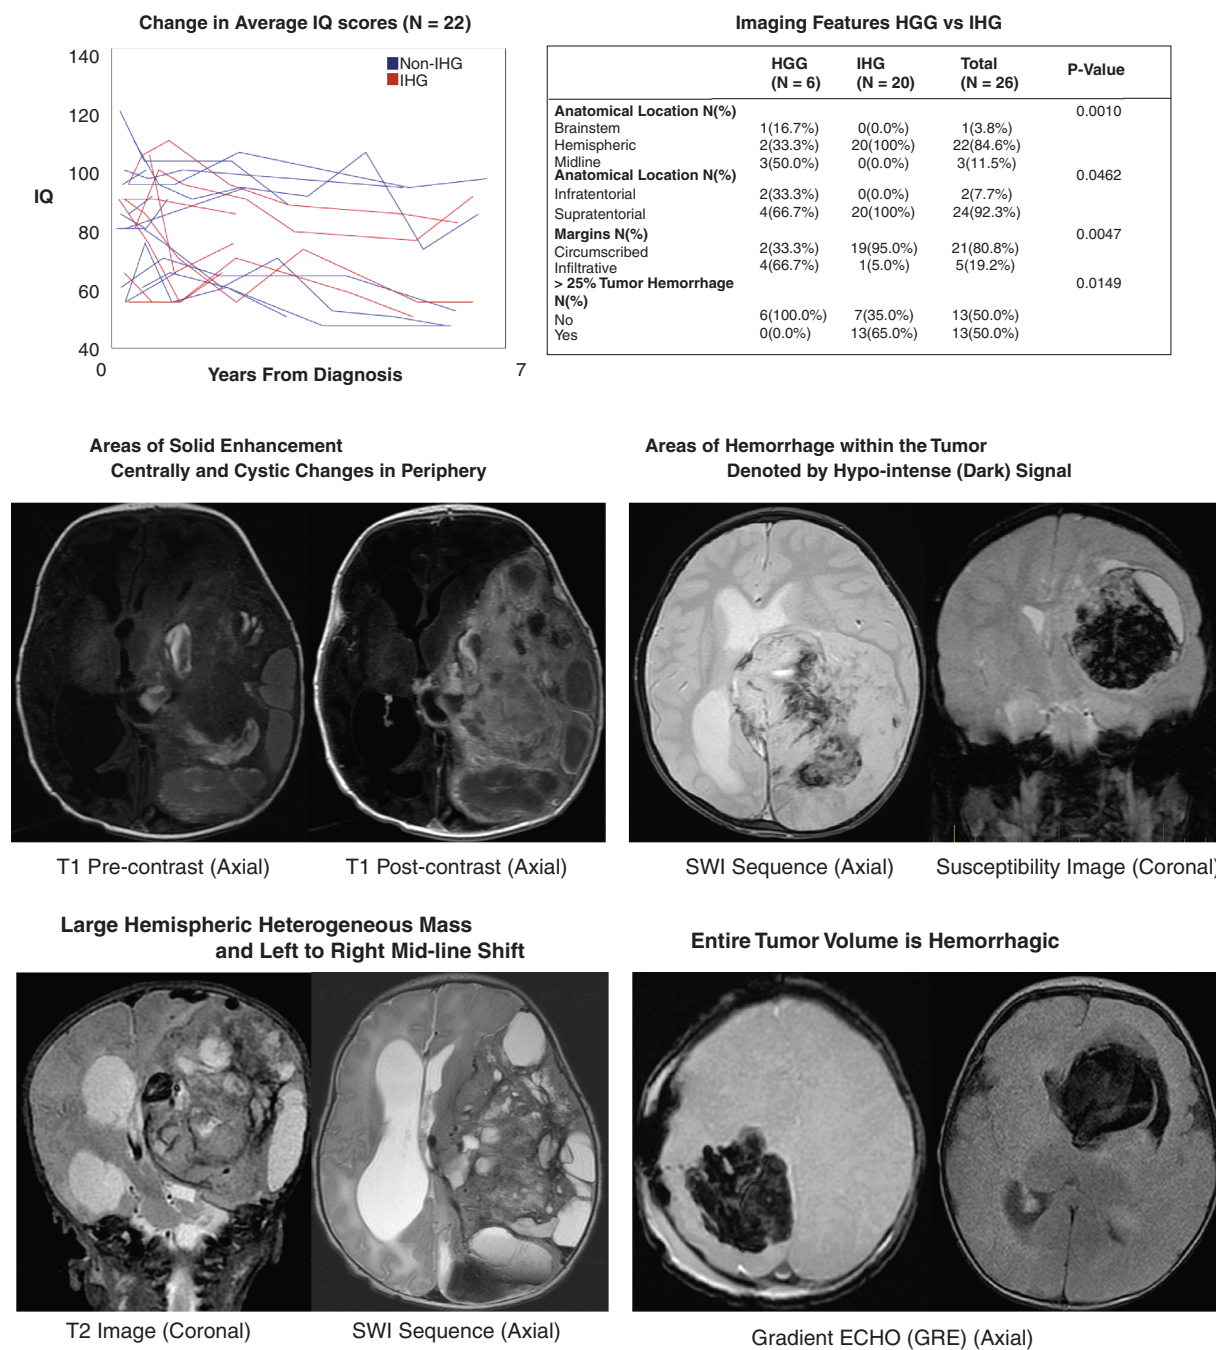 Change in Average IQ scores (N = 22)
140
120
100
80
60
40
IQ
Non-IHG
IHG
0
7
Years From Diagnosis
Imaging Features HGG vs IHG
HGG (N = 6) IHG (N = 20) Total (N = 26) P-Value
Anatomical Location N(%) 0.0010
Brainstem 1(16.7%) 0(0.0%) 1(3.8%)
Hemispheric 2(33.3%) 20(100%) 22(84.6%)
Midline 3(50.0%) 0(0.0%) 3(11.5%)
Anatomical Location N(%) 0.0462
Infratentorial 2(33.3%) 0(0.0%) 2(7.7%)
Supratentorial 4(66.7%) 20(100%) 24(92.3%)
Margins N(%) 0.0047
Circumscribed 2(33.3%) 19(95.0%) 21(80.8%)
Infiltrative 4(66.7%) 1(5.0%) 5(19.2%)
> 25% Tumor Hemorrhage 0.0149
N(%)
No 6(100.0%) 7(35.0%) 13(50.0%)
Yes 0(0.0%) 13(65.0%) 13(50.0%)
Areas of Solid Enhancement
Centrally and Cystic Changes in Periphery
T1 Pre-contrast (Axial)
T1 Post-contrast (Axial)
Areas of Hemorrhage within the Tumor
Denoted by Hypo-intense (Dark) Signal
SWI Sequence (Axial)
Susceptibility Image (Coronal)
Large Hemispheric Heterogeneous Mass
and Left to Right Mid-line Shift
T2 Image (Coronal)
SWI Sequence (Axial)
Entire Tumor Volume is Hemorrhagic
Gradient ECHO (GRE) (Axial)